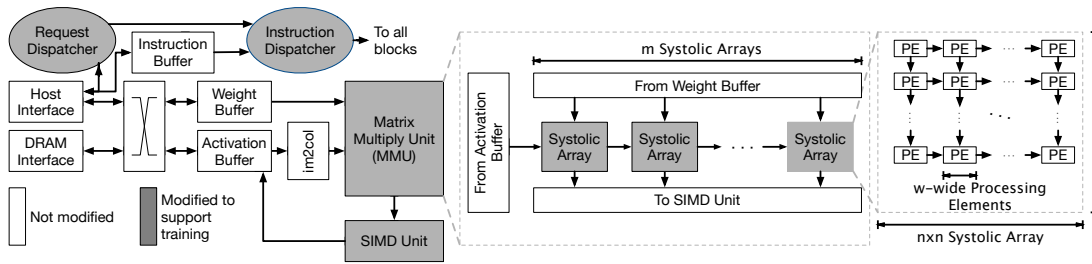 Request
Dispatcher
Instruction
Buffer
Instruction
Dispatcher
To all
blocks
Host
Interface
Weight
Buffer
DRAM
Interface
Activation
Buffer
im2col
Matrix
Multiply Unit
(MMU)
SIMD Unit
Not modified
Modified to
support
training
m Systolic Arrays
From Weight Buffer
From Activation
Buffer
Systolic
Array
Systolic
Array
. . .
Systolic
Array
To SIMD Unit
PE PE ... PE
PE PE ... PE
PE PE ... PE
w-wide Processing
Elements
nxn Systolic Array